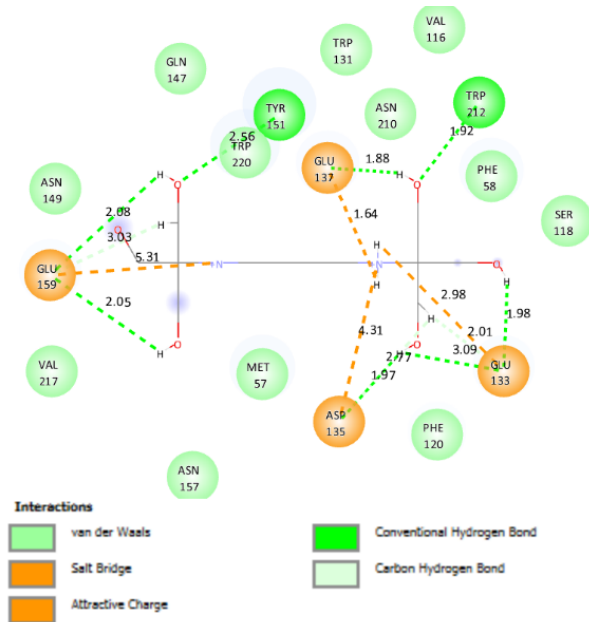 VAL
116
TRP
131
GLN
147
TYR
151
ASN
210
TRP
212
2.56
TRP
220
GLU
137
1.88
1.92
H
O
H
O
PHE
58
ASN
149
2.08
O
3.03
H
1.64
SER
118
GLU
159
5.31
N
H
N
H
O
H
2.98
1.98
2.05
4.31
H
2.01
O
H
O
H
2.77
3.09
GLU
133
VAL
217
MET
57
1.97
ASP
135
PHE
120
ASN
157
Interactions
van der Waals
Conventional Hydrogen Bond
Salt Bridge
Carbon Hydrogen Bond
Attractive Charge